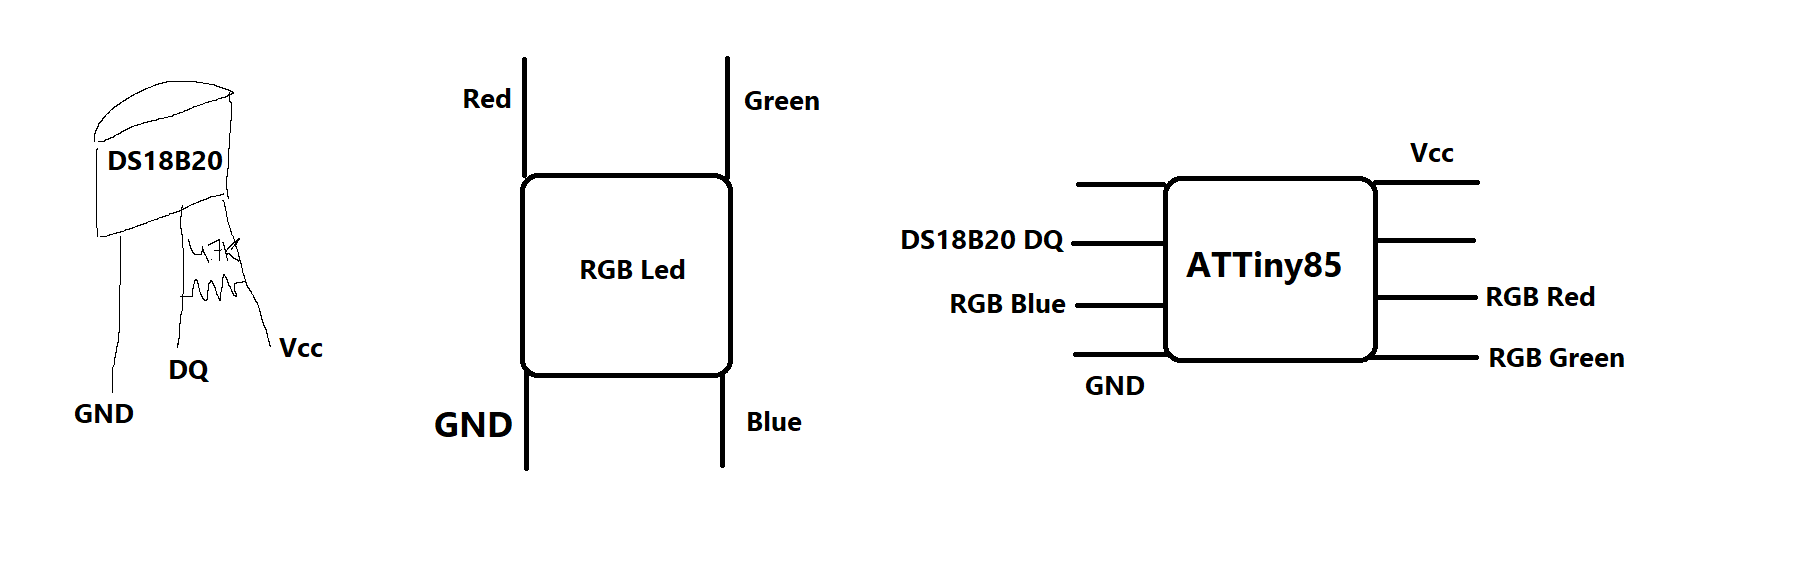 DS18B20
4.7K
GND
DQ
Vcc
Red
Green
RGB Led
GND
Blue
Vcc
DS18B20 DQ
ATTiny85
RGB Blue
RGB Red
RGB Green
GND